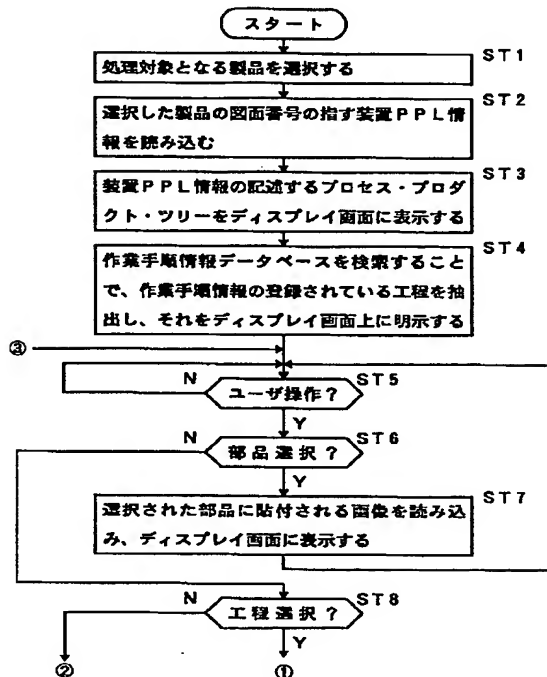 スタート
ST1
処理対象となる製品を選択する
ST2
選択した製品の図面番号の指す装置PPL情
報を読み込む
ST3
装置PPL情報の記述するプロセス・プロダ
クト・ツリーをディスプレイ画面に表示する
ST4
作業手順情報データベースを検索すること
で、作業手順情報の登録されている工程を抽
出し、それをディスプレイ画面上に明示する
③
N
ST5
ユーザ操作?
Y
N
ST6
部品選択?
Y
ST7
選択された部品に貼付される画像を読み込
み、ディスプレイ画面に表示する
N
ST8
工程選択?
Y
②
①